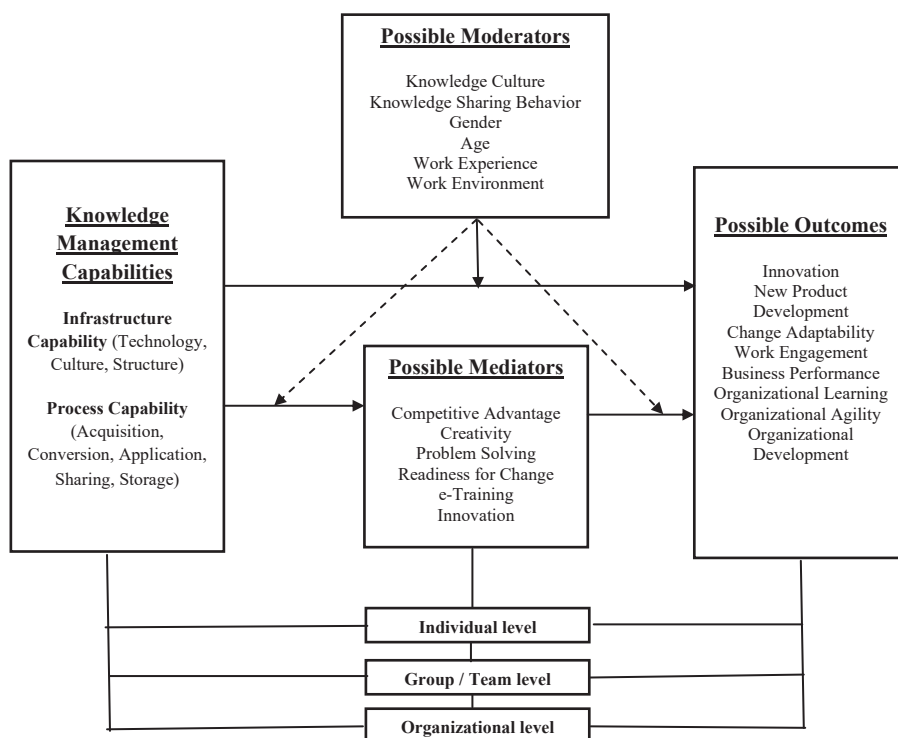 Possible Moderators
Knowledge Culture
Knowledge Sharing Behavior
Gender
Age
Work Experience
Work Environment
Knowledge
Management
Capabilities
Infrastructure
Capability (Technology,
Culture, Structure)
Process Capability
(Acquisition,
Conversion, Application,
Sharing, Storage)
Possible Mediators
Competitive Advantage
Creativity
Problem Solving
Readiness for Change
e-Training
Innovation
Possible Outcomes
Innovation
New Product
Development
Change Adaptability
Work Engagement
Business Performance
Organizational Learning
Organizational Agility
Organizational
Development
Individual level
Group / Team level
Organizational level